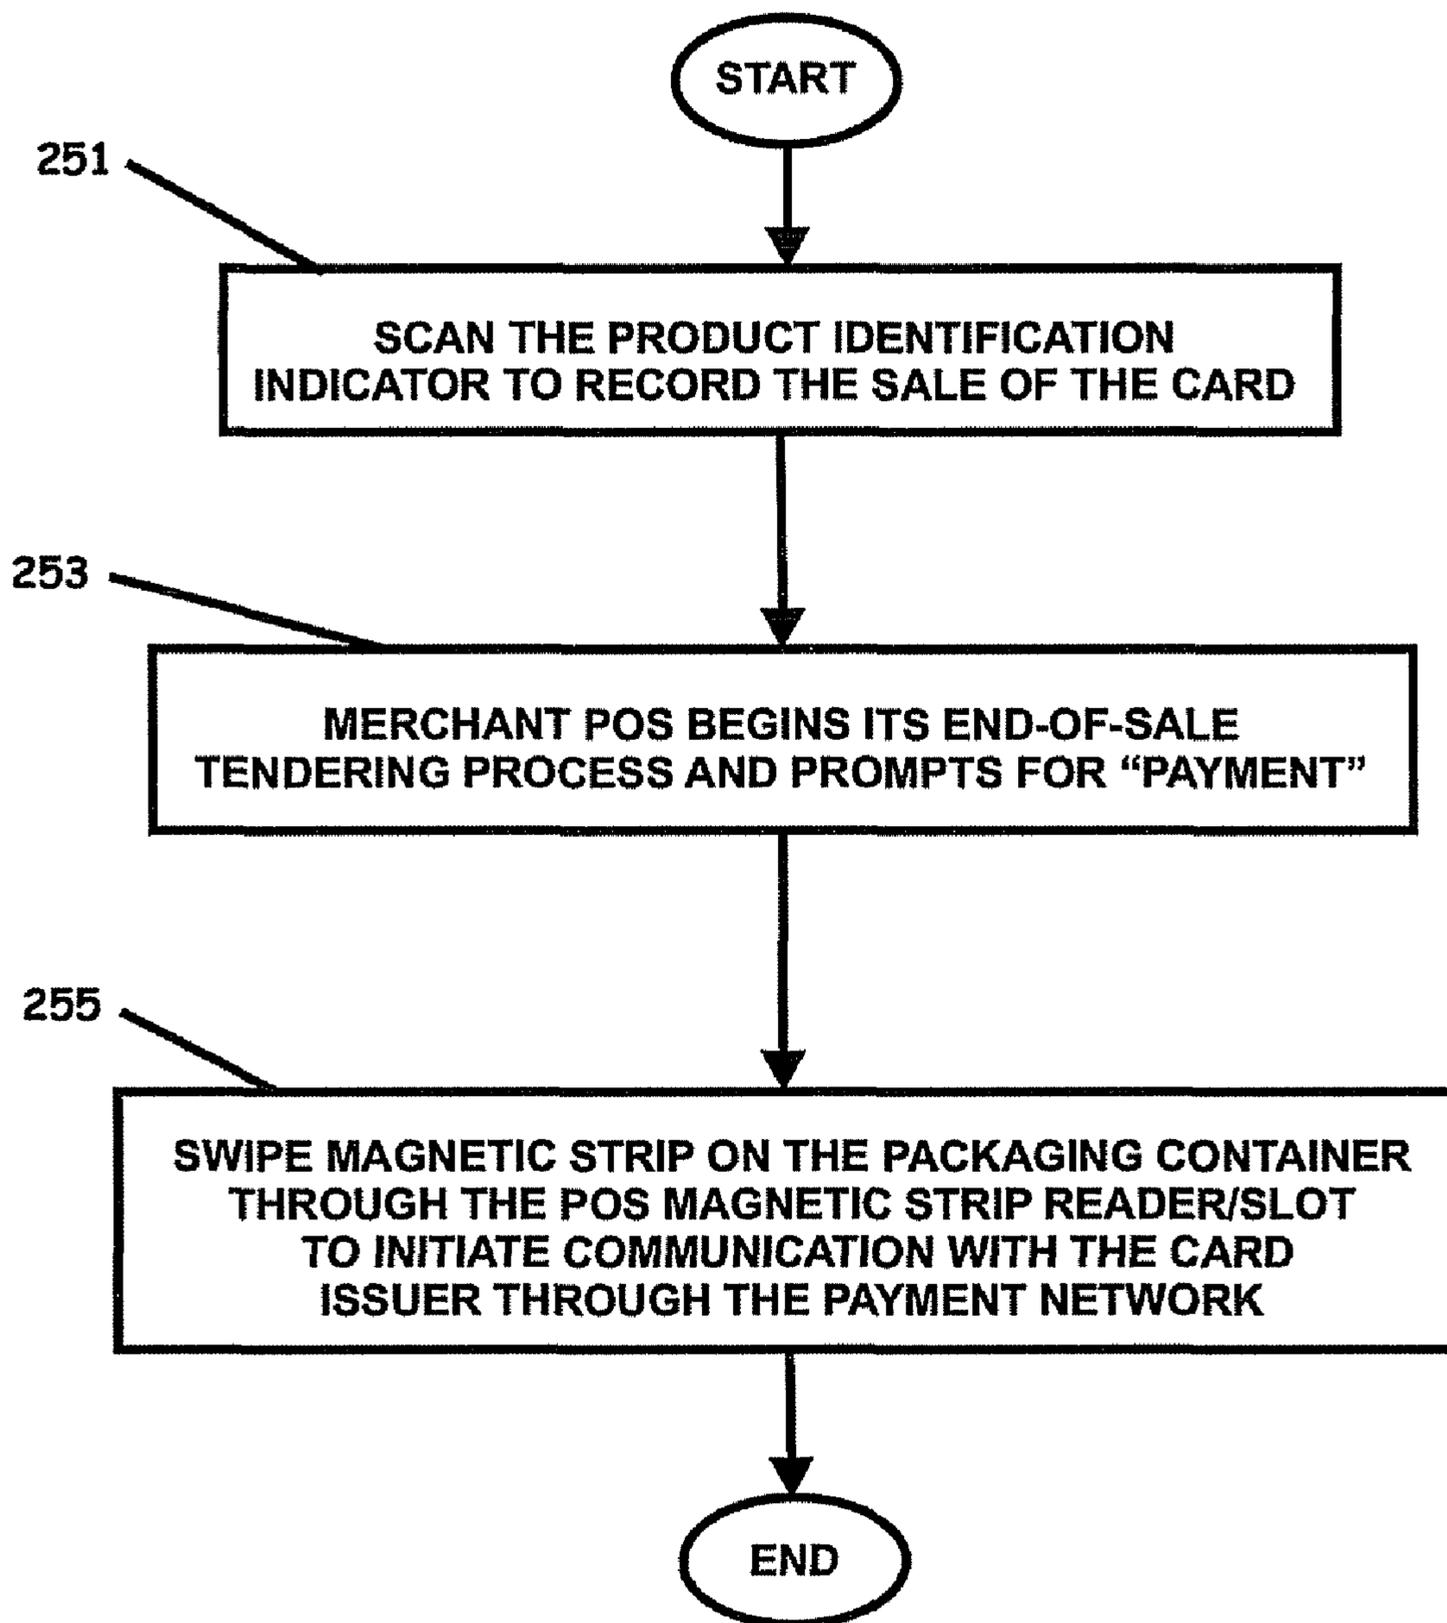 START
251
SCAN THE PRODUCT IDENTIFICATION
INDICATOR TO RECORD THE SALE OF THE CARD
253
MERCHANT POS BEGINS ITS END-OF-SALE
TENDERING PROCESS AND PROMPTS FOR “PAYMENT”
255
SWIPE MAGNETIC STRIP ON THE PACKAGING CONTAINER
THROUGH THE POS MAGNETIC STRIP READER/SLOT
TO INITIATE COMMUNICATION WITH THE CARD
ISSUER THROUGH THE PAYMENT NETWORK
END